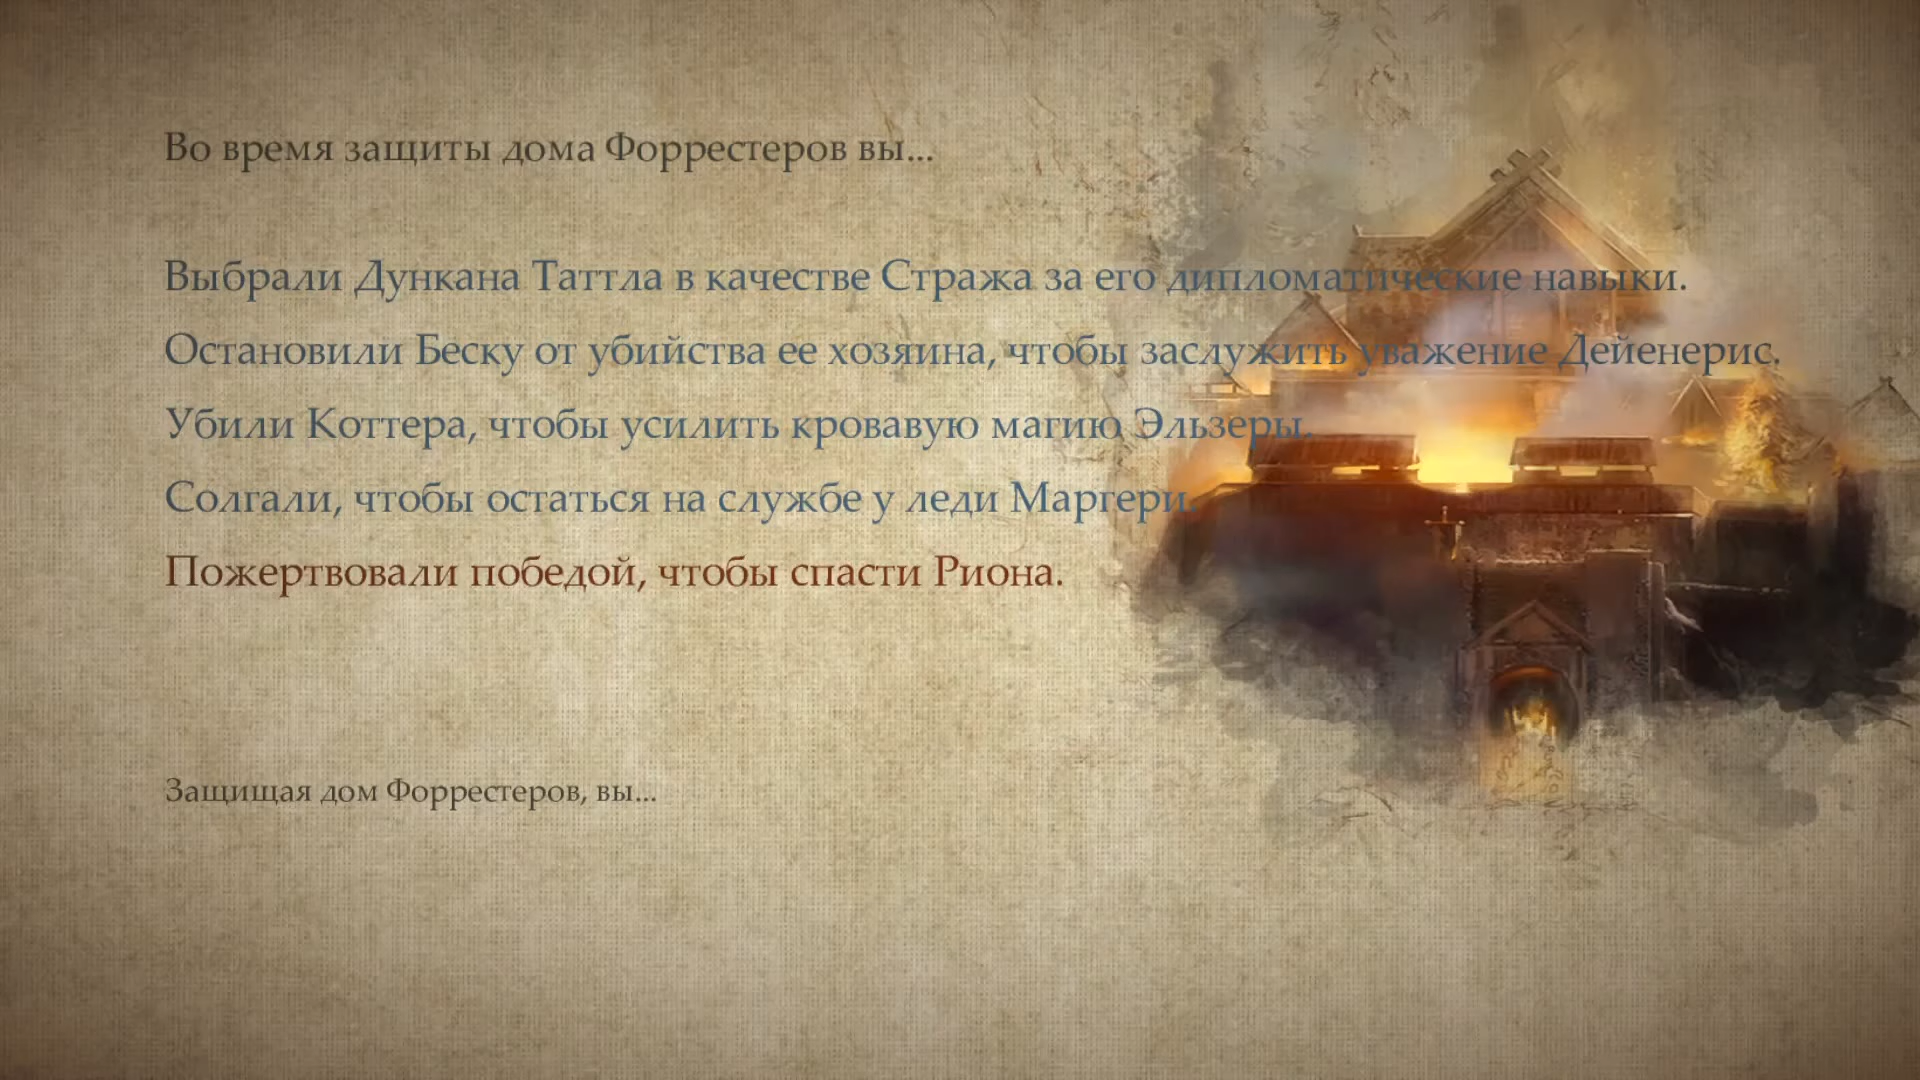 Во время защиты дома Форрестеров вы...
Выбрали Дункана Таттла в качестве Стража за его дипломатические навыки.
Остановили Беску от убийства ее хозяина, чтобы заслужить уважение Дейенерис.
Убили Коттера, чтобы усилить кровавую магию Эльзеры.
Солгали, чтобы остаться на службе у леди Маргери.
Пожертвовали победой, чтобы спасти Риона.
Защищая дом Форрестеров, вы...